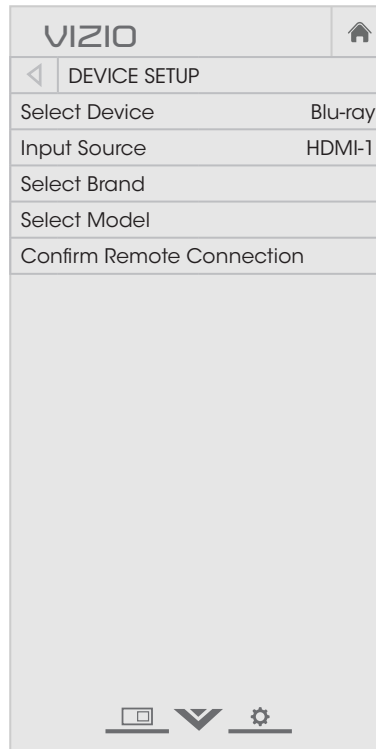 VIZIO
DEVICE SETUP
Select Device Blu-ray
Input Source HDMI-1
Select Brand
Select Model
Confirm Remote Connection